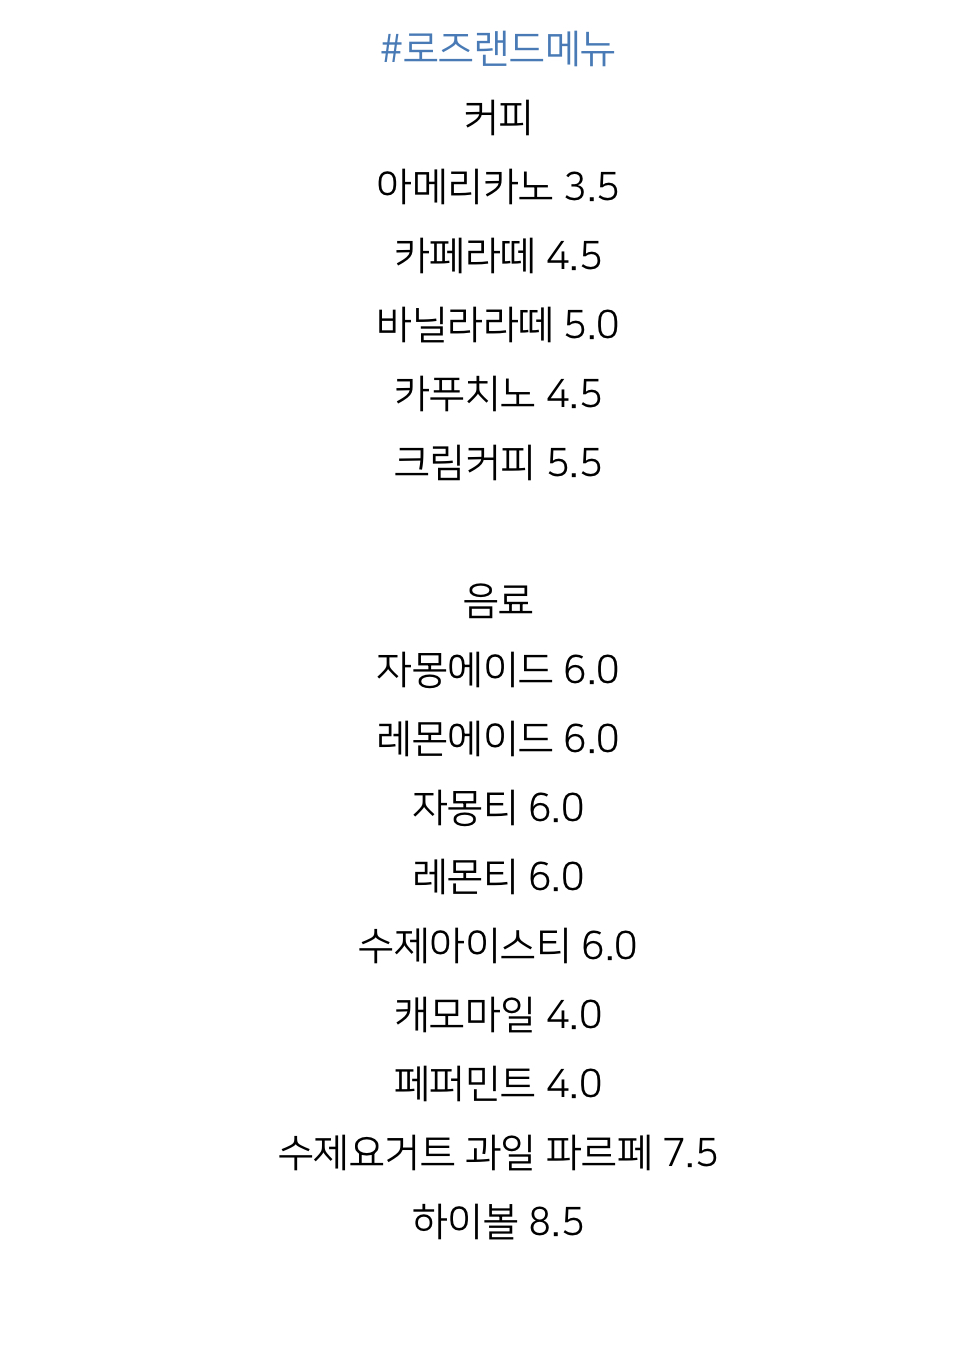 #로즈랜드메뉴
커피
아메리카노 3.5
카페라떼 4.5
바닐라라떼 5.0
카푸치노 4.5
크림커피 5.5
음료
자몽에이드 6.0
레몬에이드 6.0
자몽티 6.0
레몬티 6.0
수제아이스티 6.0
캐모마일 4.0
페퍼민트 4.0
수제요거트 과일 파르페 7.5
하이볼 8.5